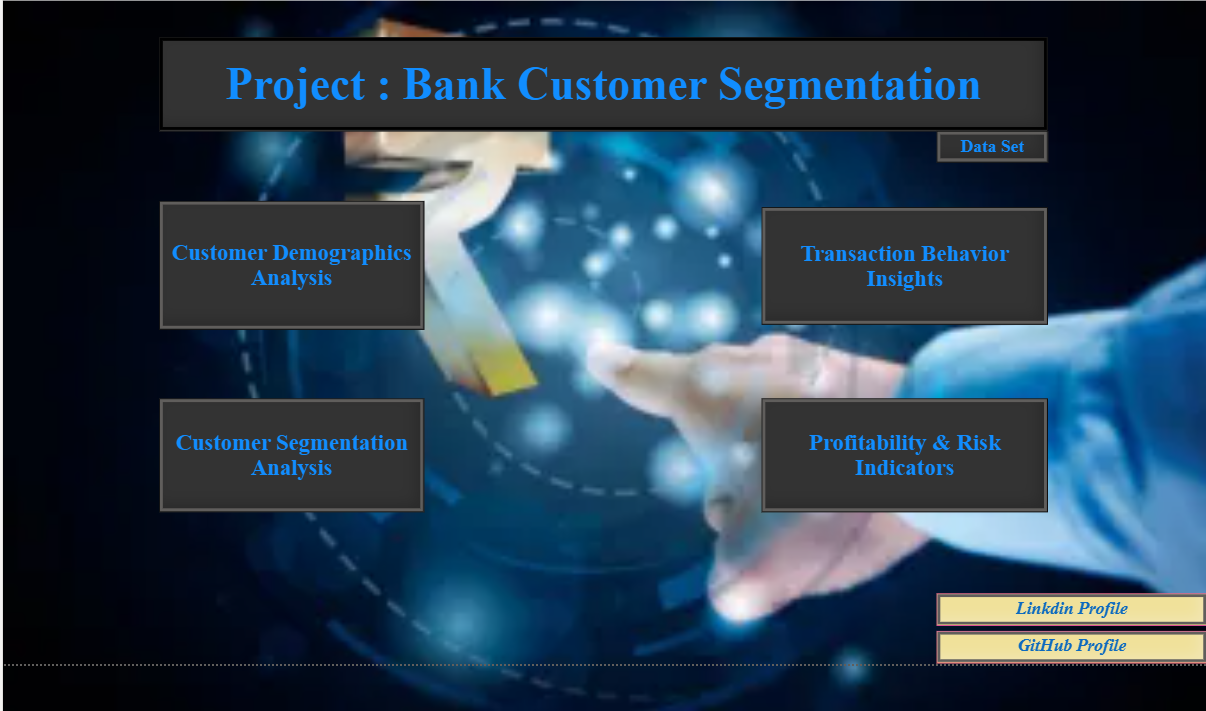 Project : Bank Customer Segmentation
Data Set
Customer Demographics
Analysis
Transaction Behavior
Insights
Customer Segmentation
Analysis
Profitability & Risk
Indicators
Linkdin Profile
GitHub Profile